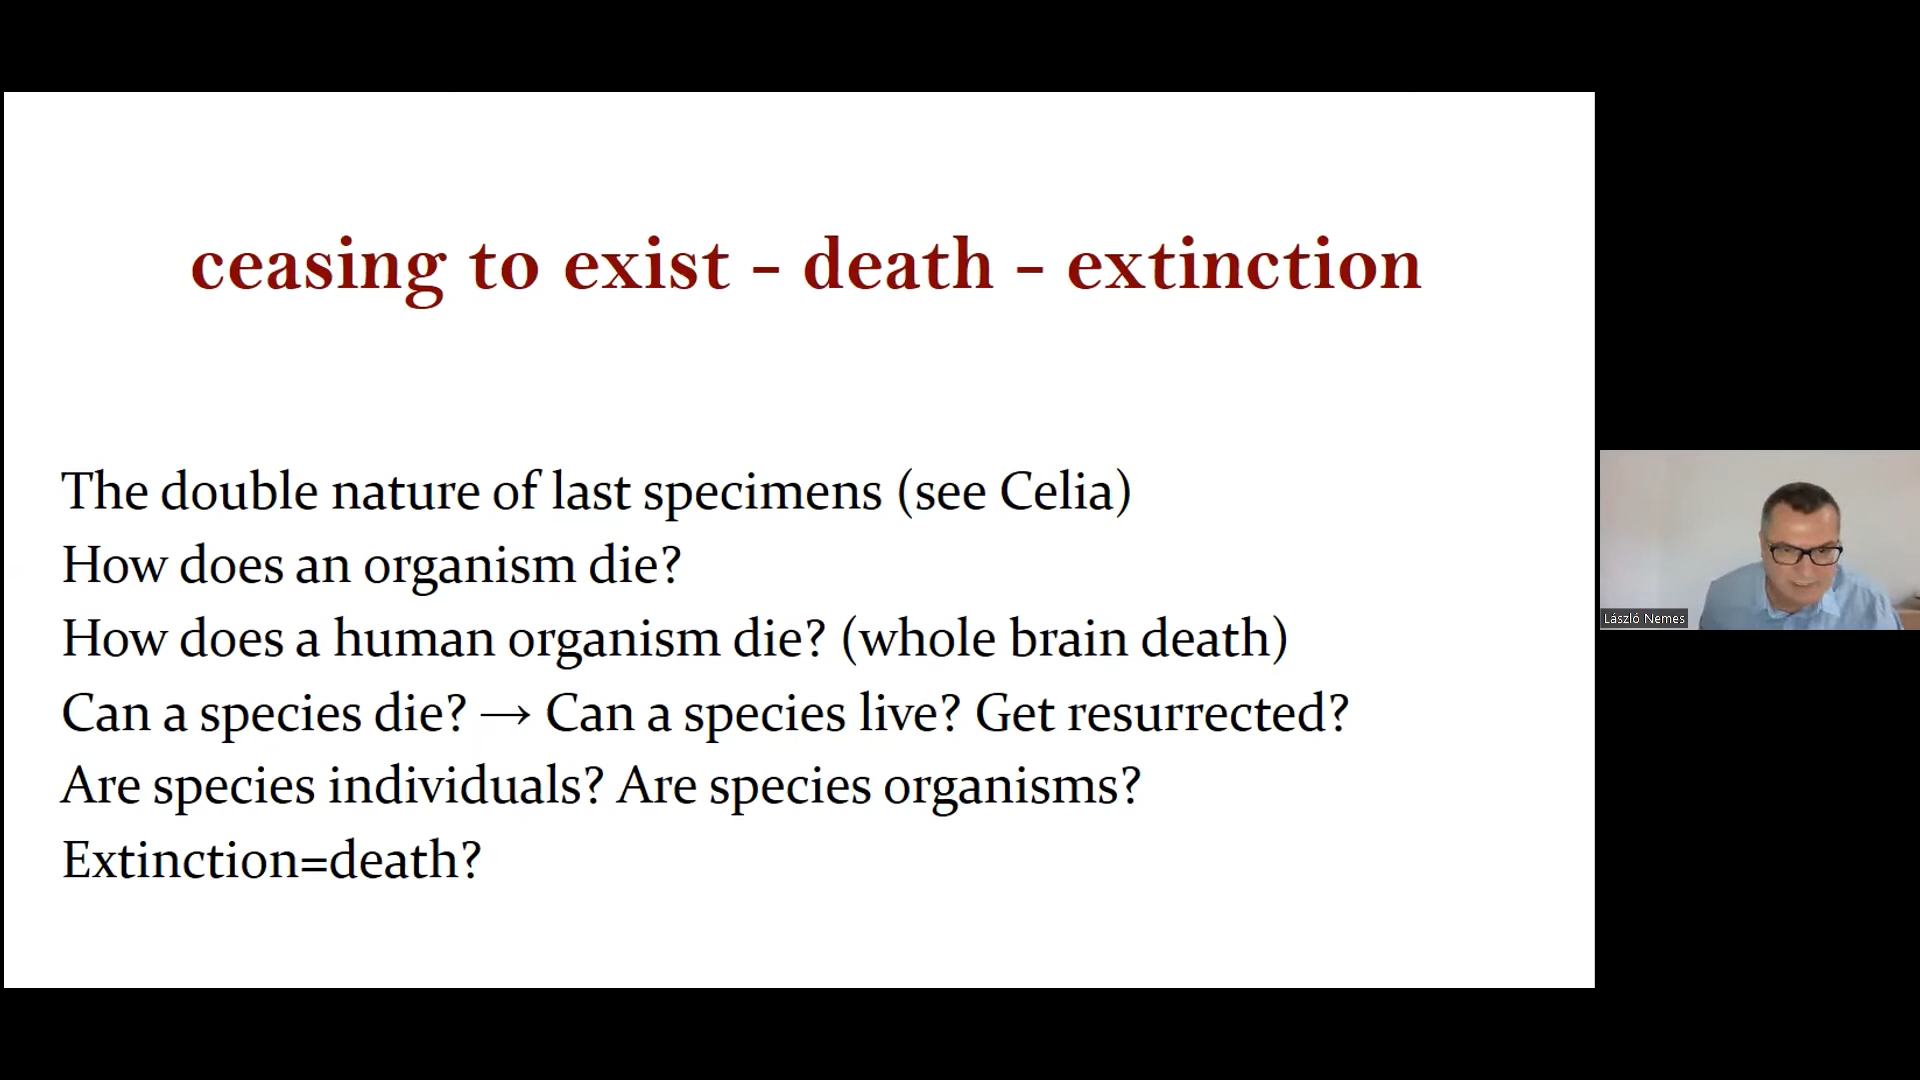 ceasing to exist - death - extinction
The double nature of last specimens (see Celia)
How does an organism die?
How does a human organism die? (whole brain death)
Can a species die? → Can a species live? Get resurrected?
Are species individuals? Are species organisms?
Extinction=death?
László Nemes